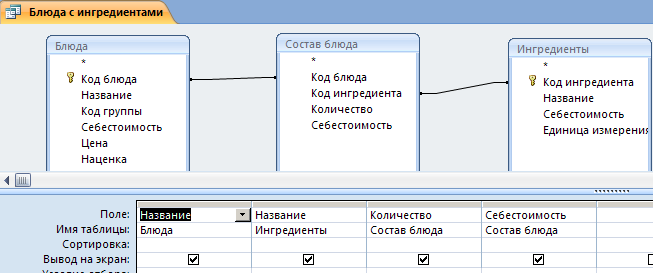 Блюда с ингредиентами
Блюда
*
Код блюда
Название
Код группы
Себестоимость
Цена
Наценка
Состав блюда
*
Код блюда
Код ингредиента
Количество
Себестоимость
Ингредиенты
*
Код ингредиента
Название
Себестоимость
Единица измерения
Поле: Название Название Количество Себестоимость
Имя таблицы: Блюда Ингредиенты Состав блюда Состав блюда
Сортировка:
Вывод на экран: